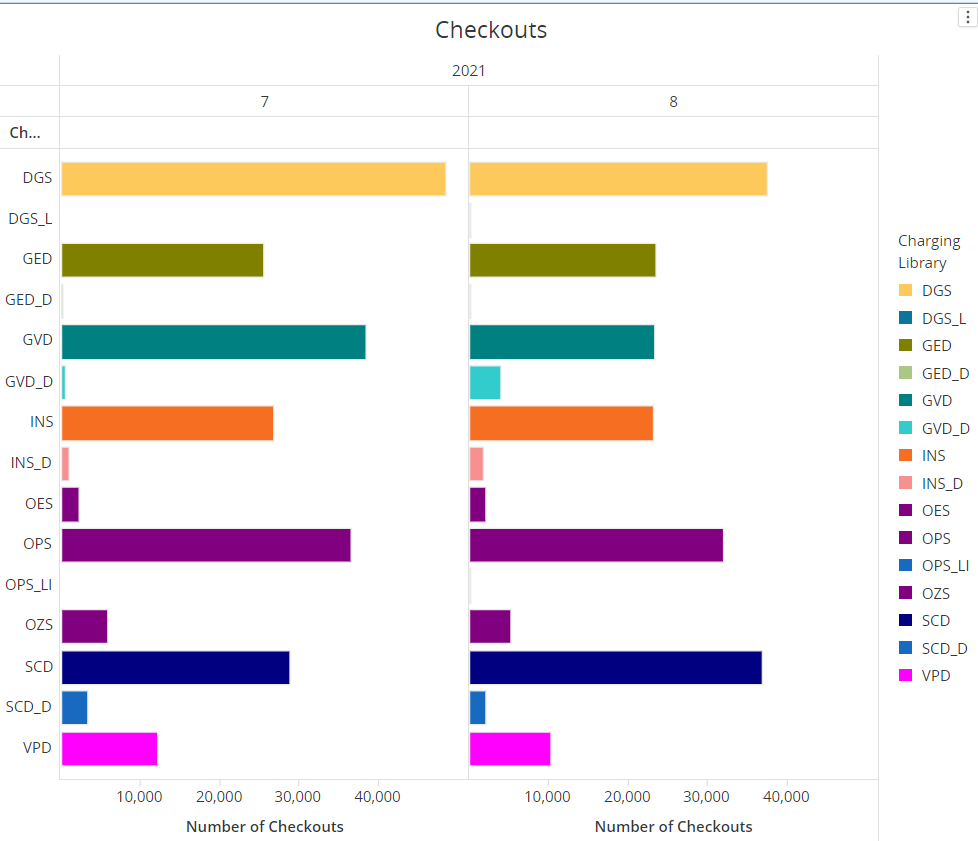 Checkouts
2021
7 8
Ch...
DGS
DGS_L
GED
GED_D
GVD
GVD_D
INS
INS_D
OES
OPS
OPS_LI
OZS
SCD
SCD_D
VPD
10,000 20,000 30,000 40,000 10,000 20,000 30,000 40,000
Number of Checkouts Number of Checkouts
Charging
Library
DGS
DGS_L
GED
GED_D
GVD
GVD_D
INS
INS_D
OES
OPS
OPS_LI
OZS
SCD
SCD_D
VPD